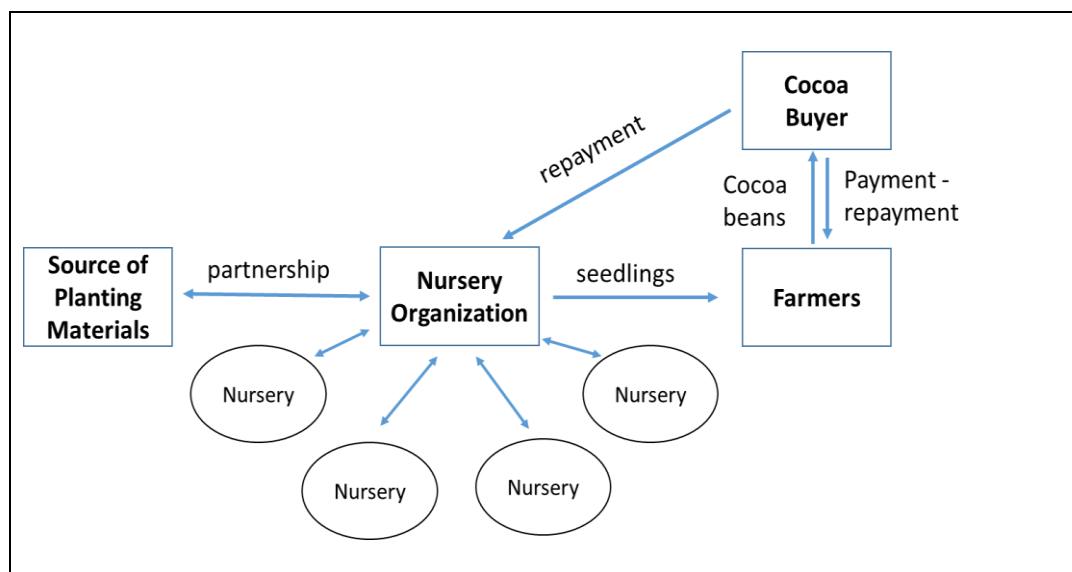 Cocoa
Buyer
repayment
Cocoa
beans
Payment -
repayment
Source of
Planting
Materials
partnership
Nursery
Organization
seedlings
Farmers
Nursery
Nursery
Nursery
Nursery